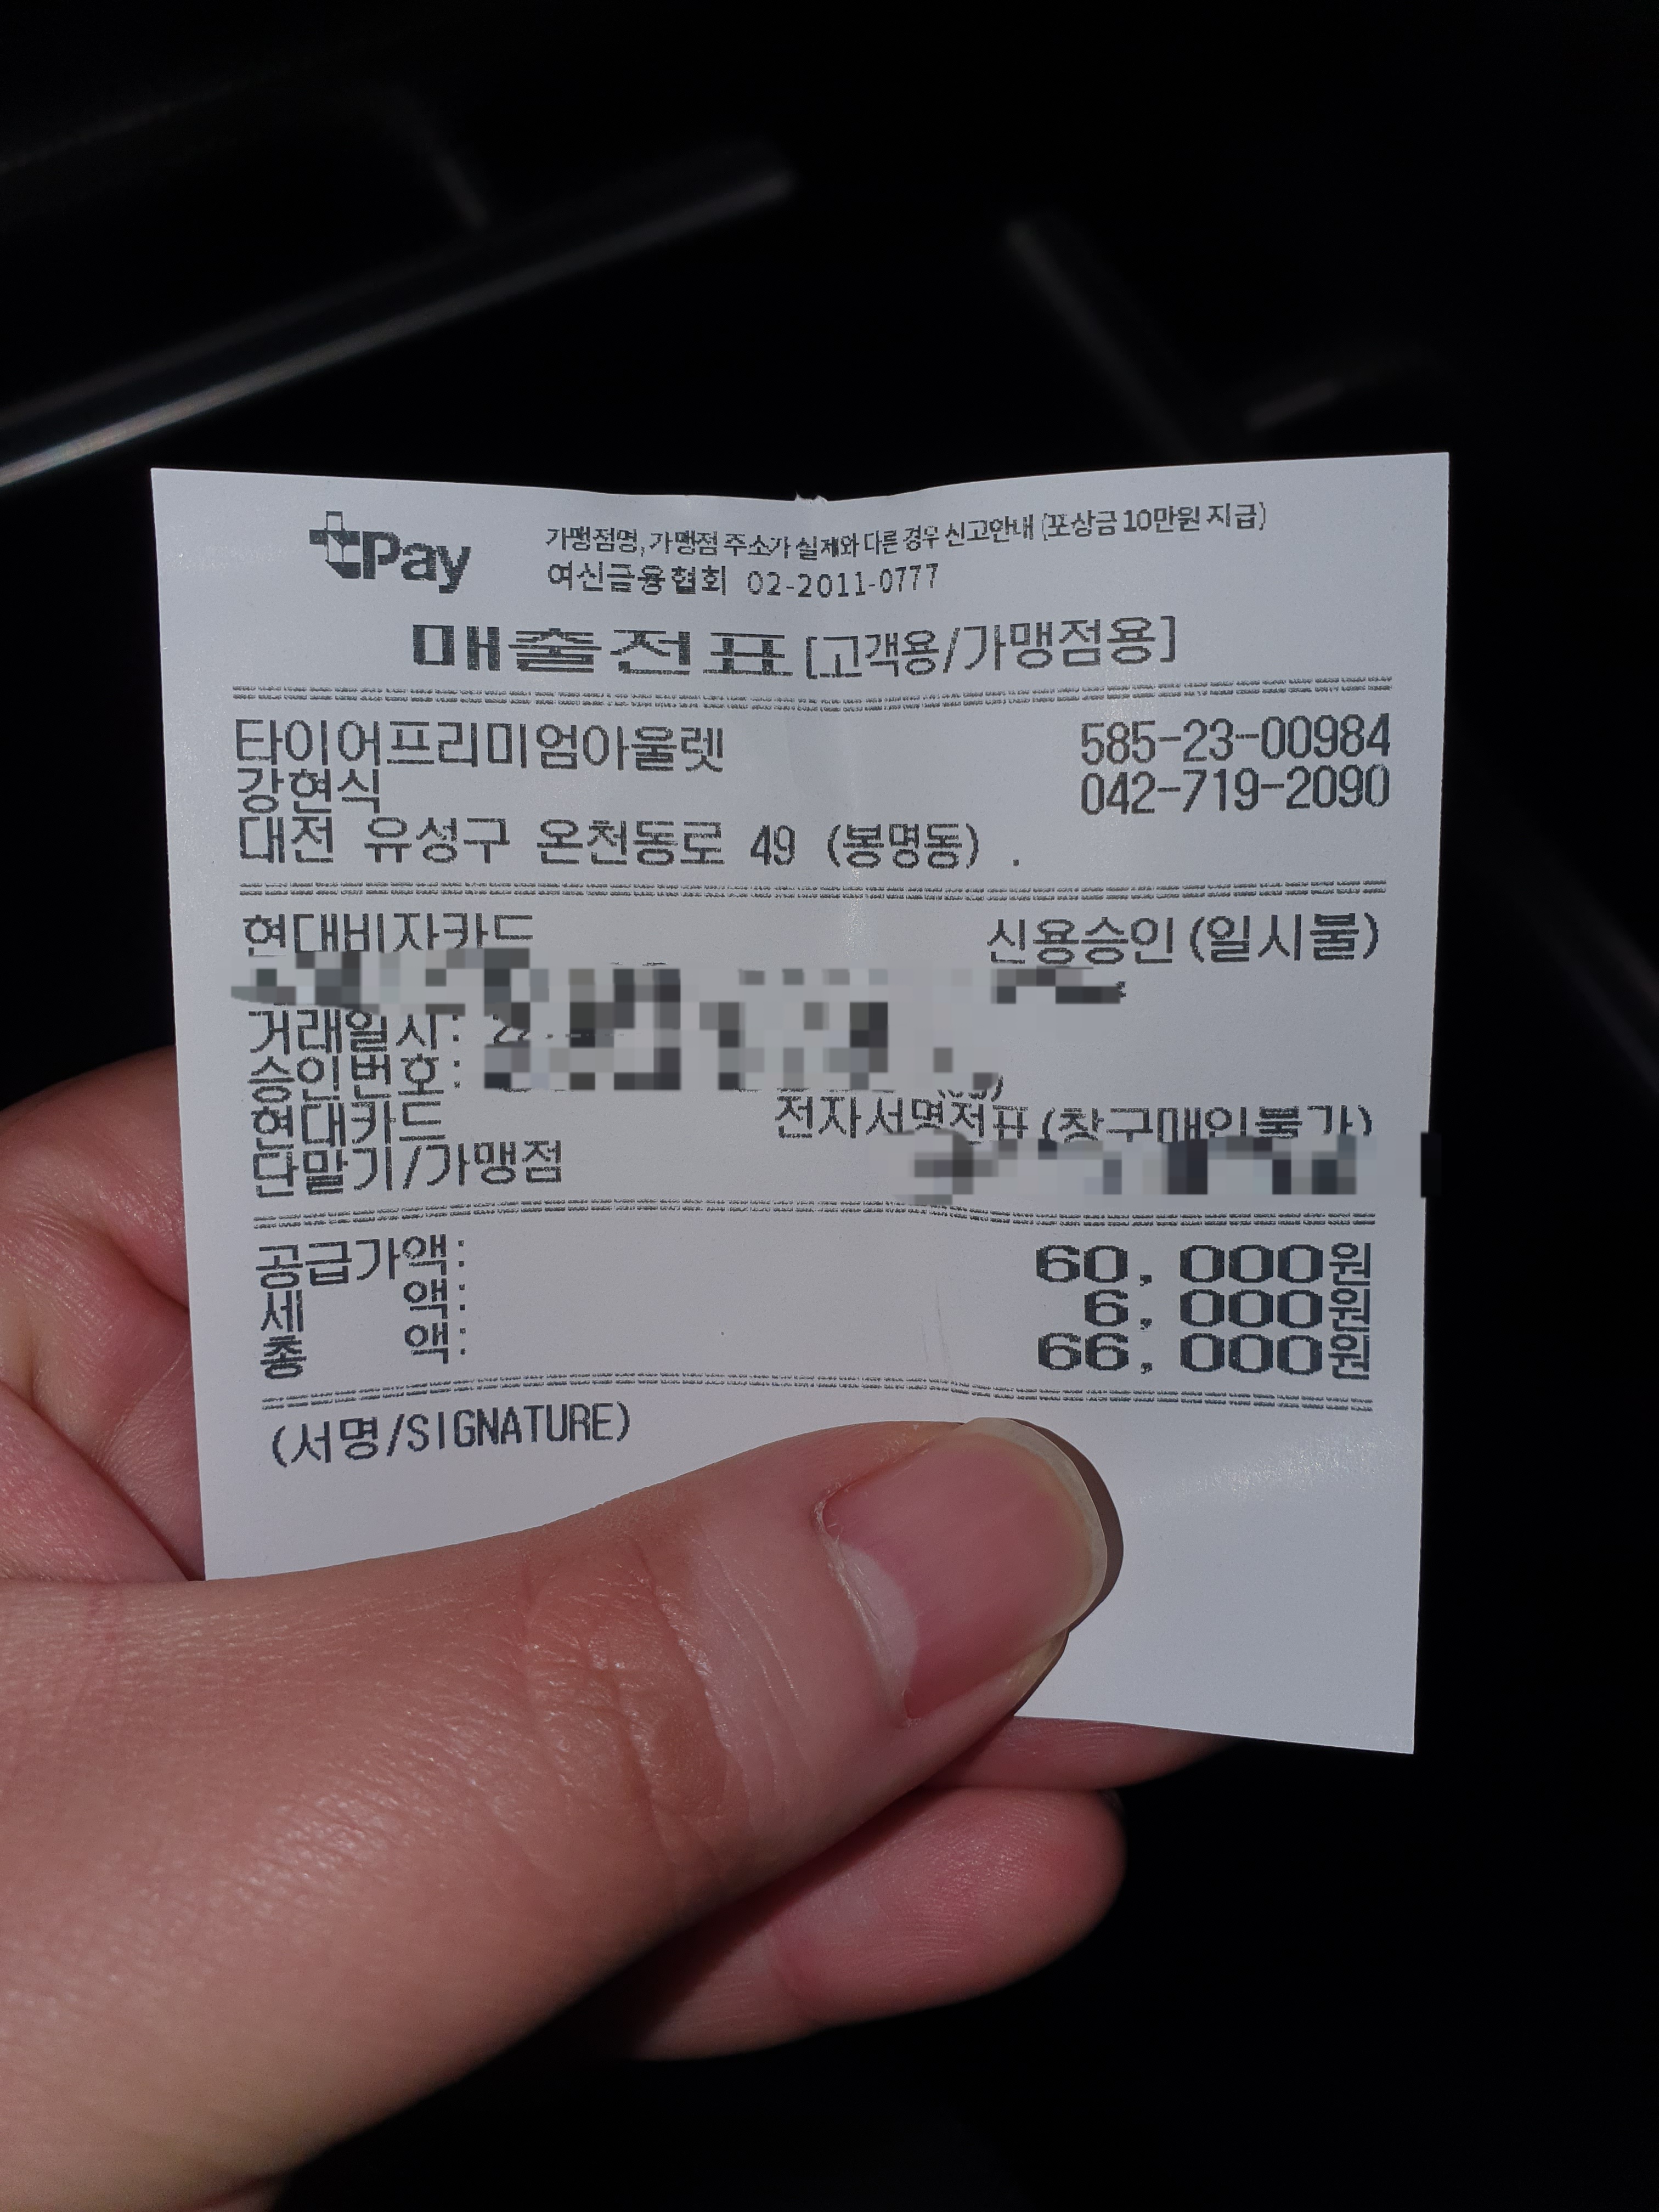 tPay 가맹점명, 가맹점 주소가 실제와 다른 경우 신고안내 (포상금 10만원 지급)
여신금융협회 02-2011-0777
매출전표 [고객용/가맹점용]
타이어프리미엄아울렛 585-23-00984
강현식 042-719-2090
대전 유성구 온천동로 49 (봉명동) .
현대비자카드 신용승인(일시불)
거래일시:
승인번호:
현대카드 전자서명전표(창구매입불가)
단말기/가맹점
공급가액: 60,000원
세 액: 6,000원
총 액: 66,000원
(서명/SIGNATURE)